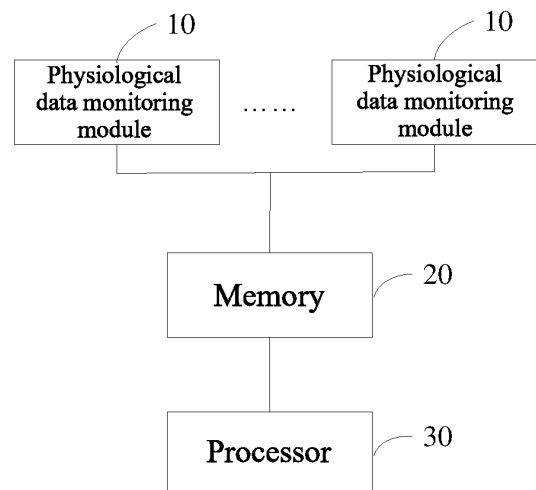 10
10
Physiological
data monitoring
module
……
Physiological
data monitoring
module
Memory
20
Processor
30